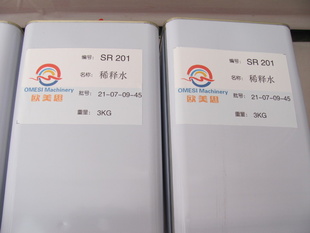 编号: SR 201
名称: 稀释水
批号: 21-07-09-45
重量: 3KG
OMESI Machinery
欧美思
编号: SR 201
名称: 稀释水
批号: 21-07-09-45
重量: 3KG
OMESI Machinery
欧美思